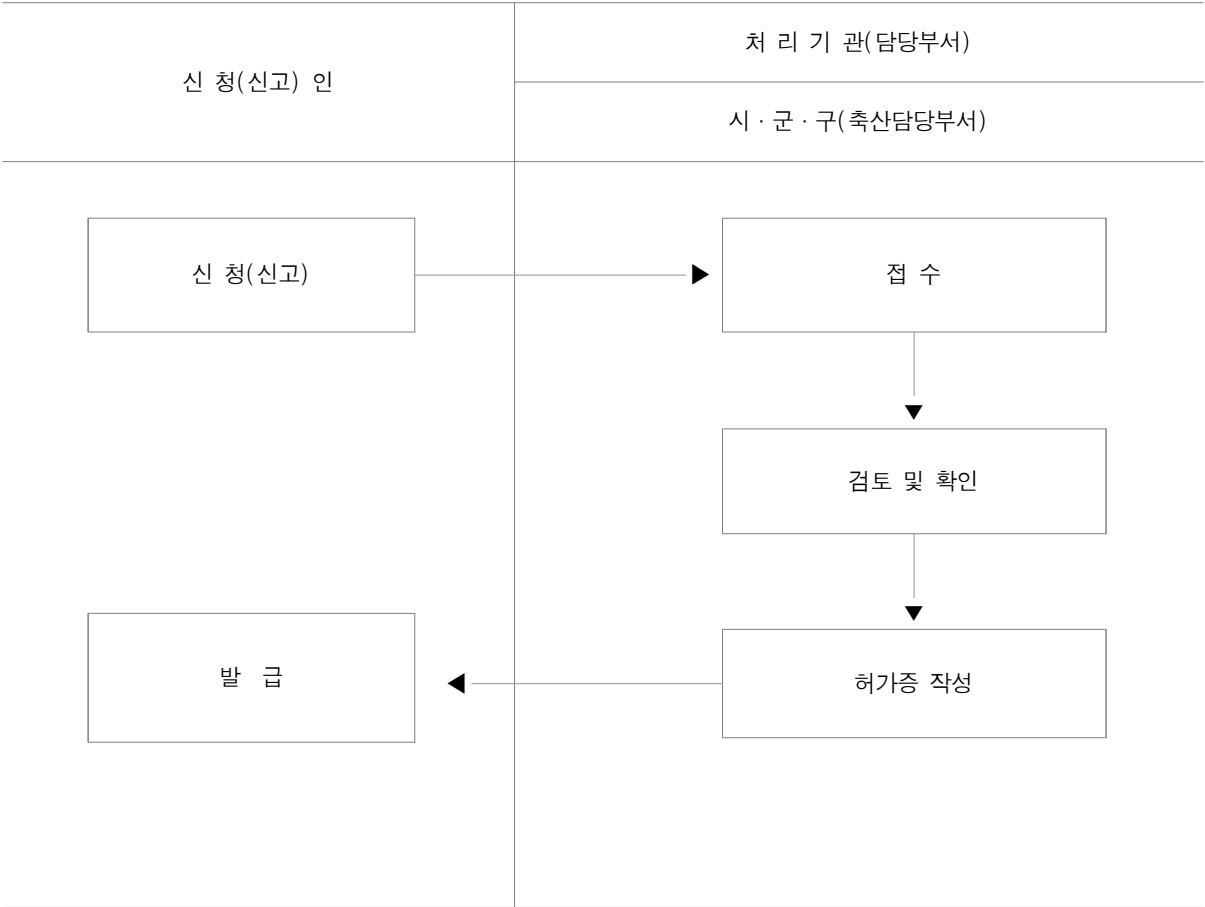 신 청(신고) 인
처 리 기 관(담당부서)
시 · 군 · 구(축산담당부서)
신 청(신고)
접 수
검토 및 확인
허가증 작성
발 급